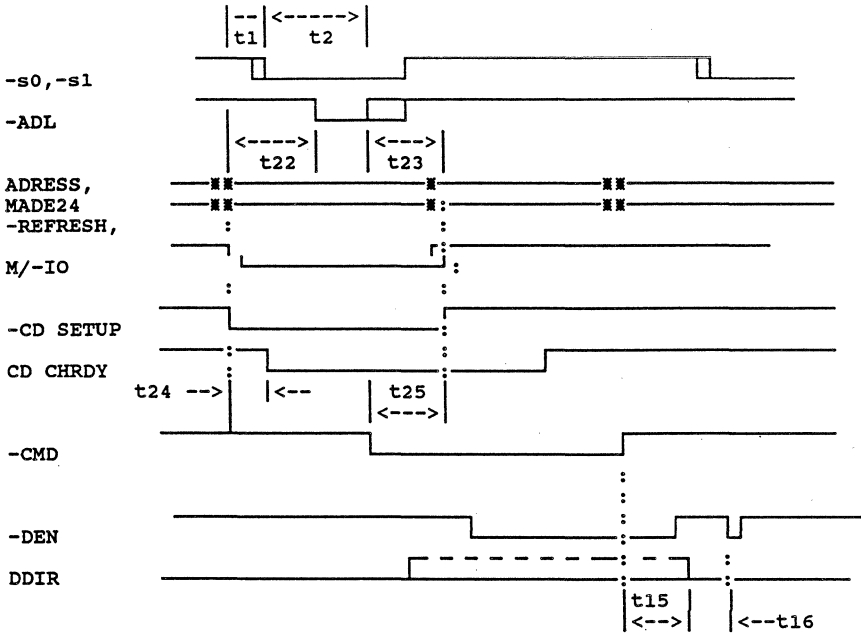 t1 t2
-s0,-s1
-ADL
t22 t23
ADRESS,
MADE24
-REFRESH,
M/-IO
-CD SETUP
CD CHRDY
t24 t25
-CMD
-DEN
DDIR
t15
t16